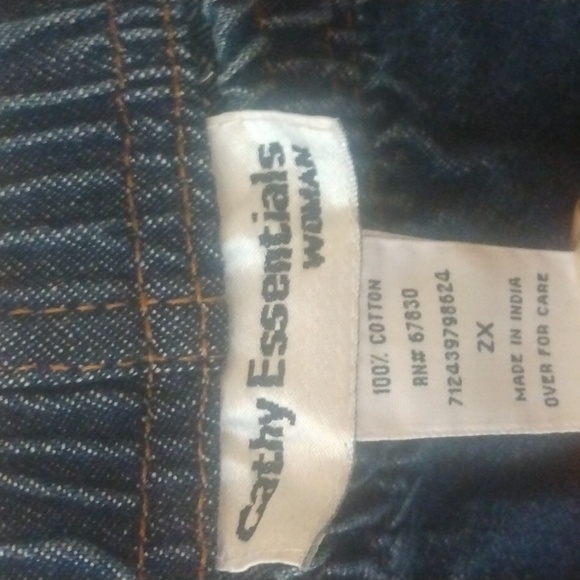 Cathy Essentials
WOMAN
100% COTTON
RN# 67830
712439798624
2X
MADE IN INDIA
OVER FOR CARE